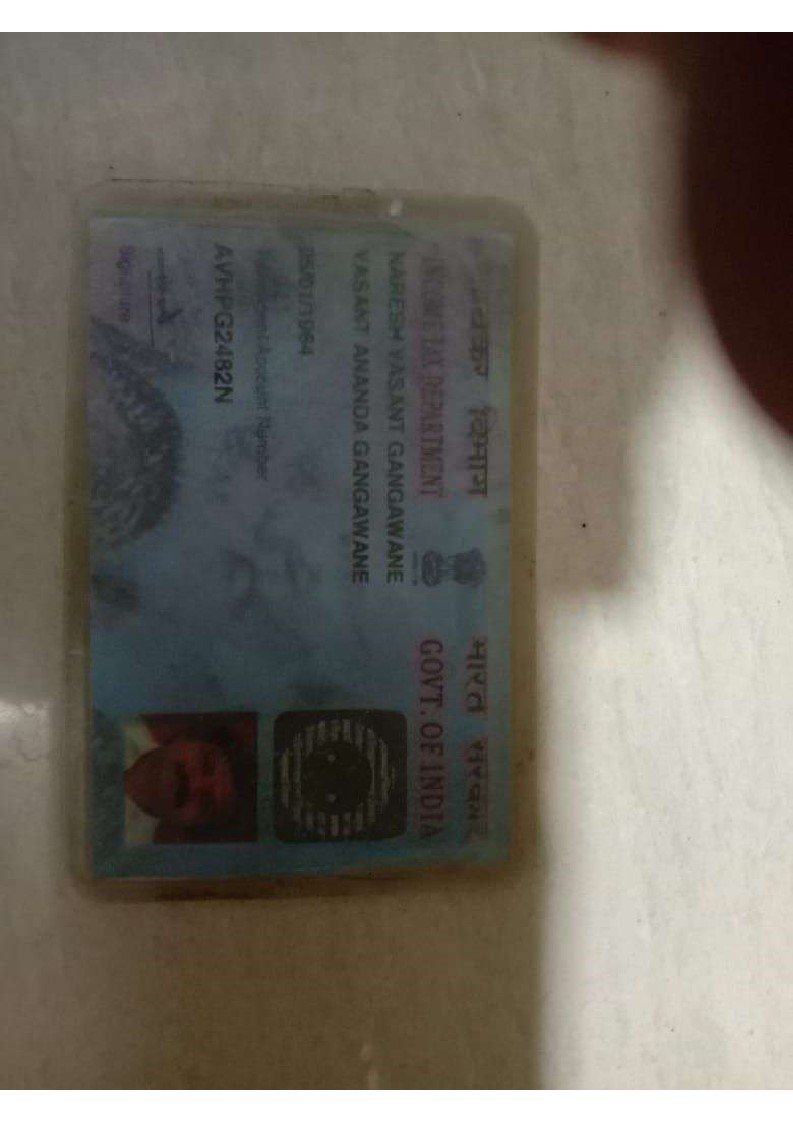 आयकर विभाग भारत सरकार
INCOME TAX DEPARTMENT GOVT. OF INDIA
NARESH VASANT GANGAWANE
VASANT ANANDA GANGAWANE
05/01/1964
Permanent Account Number
AVHPG2482N
Signature